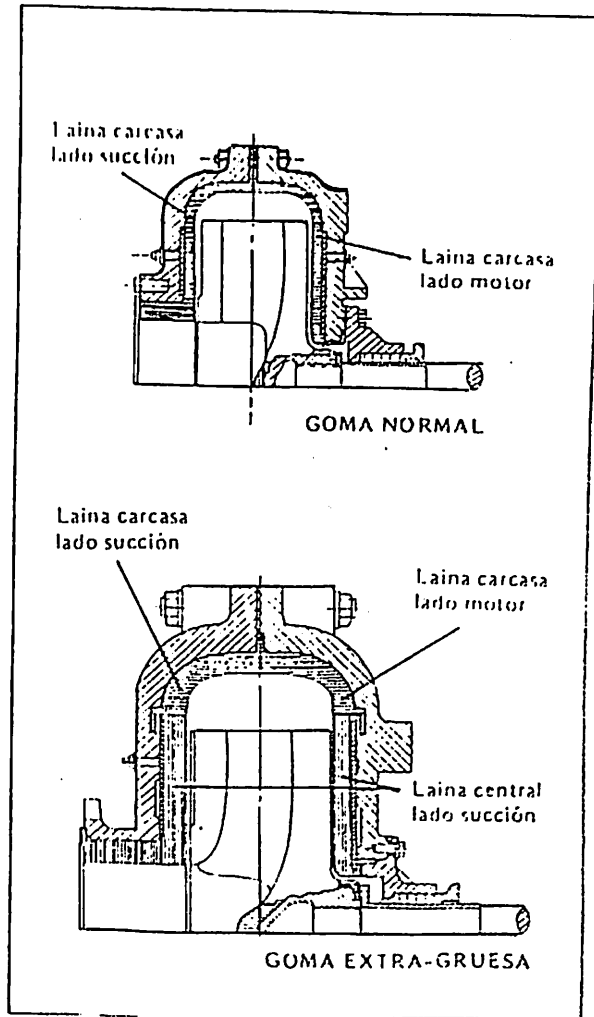 Laina carcasa
lado succión
Laina carcasa
lado motor
GOMA NORMAL
Laina carcasa
lado succión
Laina carcasa
lado motor
Laina central
lado succión
GOMA EXTRA-GRUESA